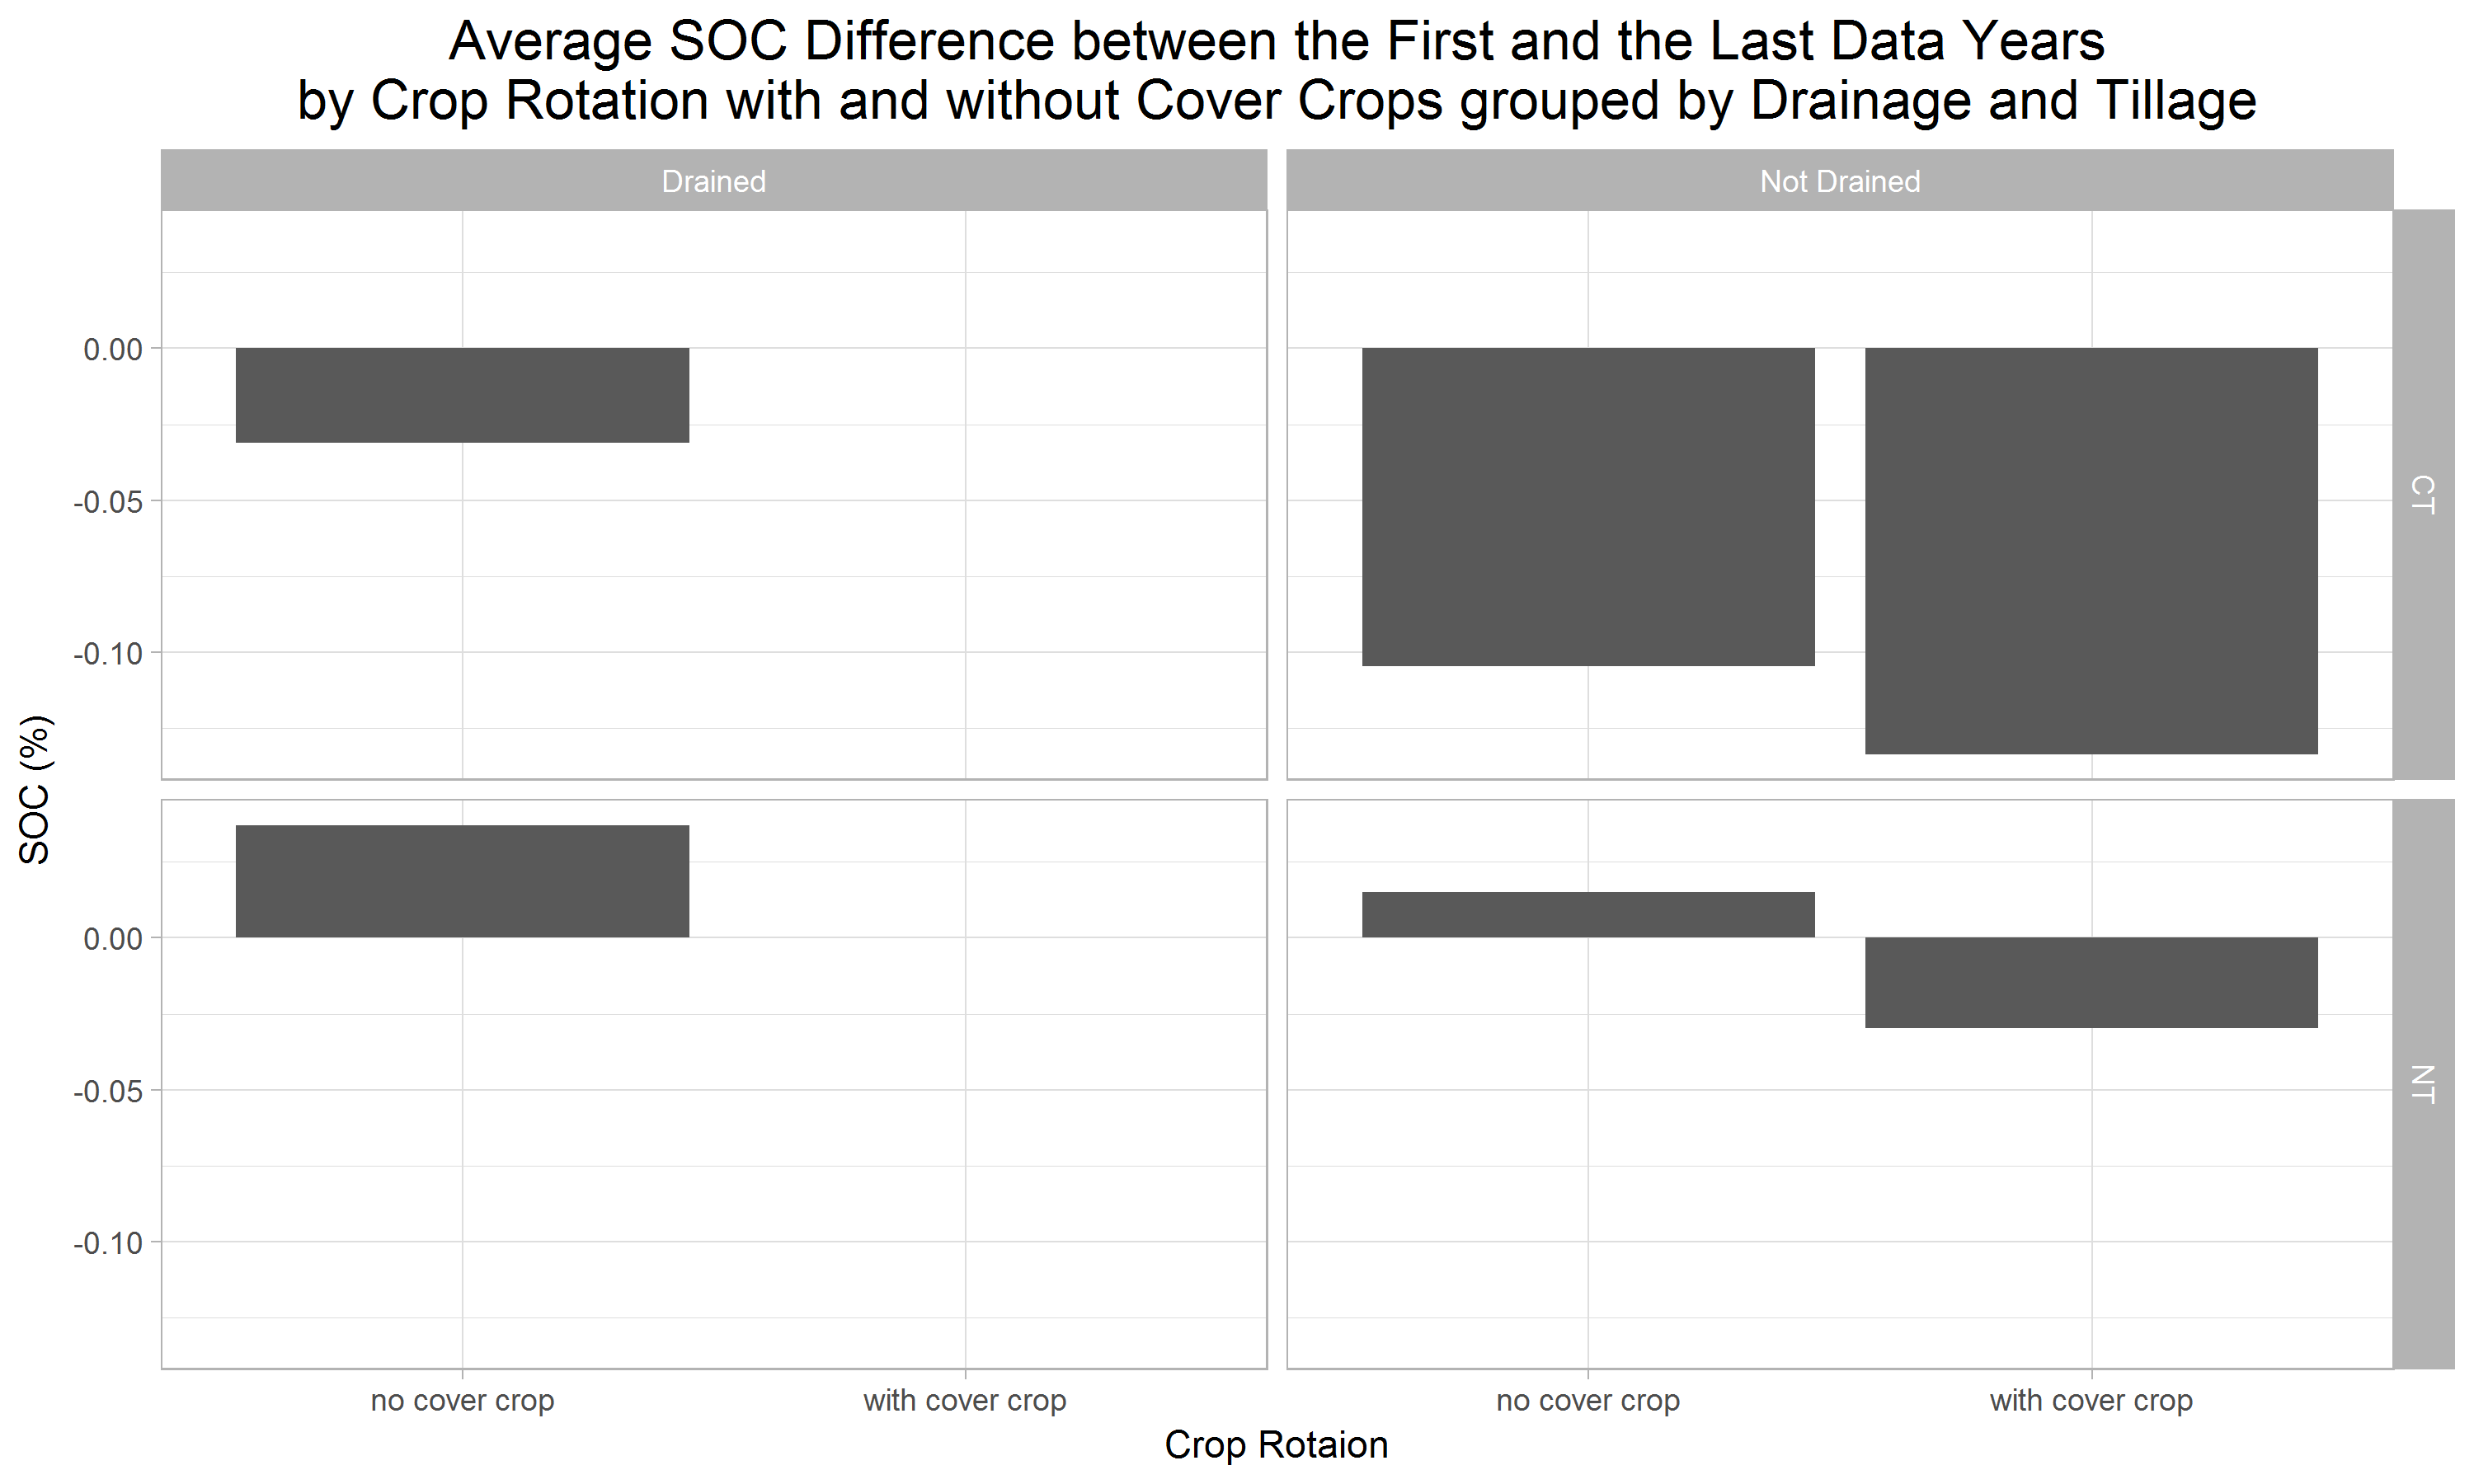 Average SOC Difference between the First and the Last Data Years
by Crop Rotation with and without Cover Crops grouped by Drainage and Tillage
Drained
Not Drained
0.00
-0.05
-0.10
CT
SOC (%)
0.00
-0.05
-0.10
NT
no cover crop
with cover crop
no cover crop
with cover crop
Crop Rotaion